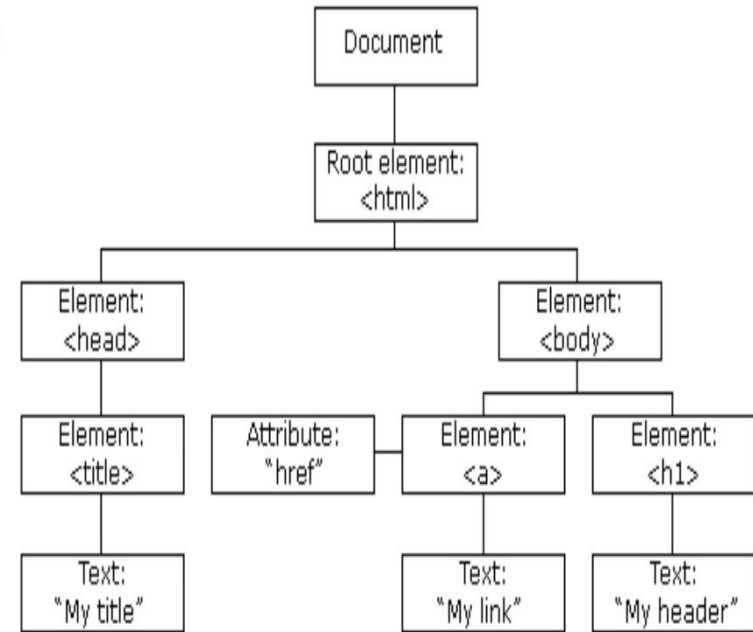 Document
Root element:
<html>
Element:
<head>
Element:
<body>
Element:
<title>
Attribute:
"href"
Element:
<a>
Element:
<h1>
Text:
"My title"
Text:
"My link"
Text:
"My header"